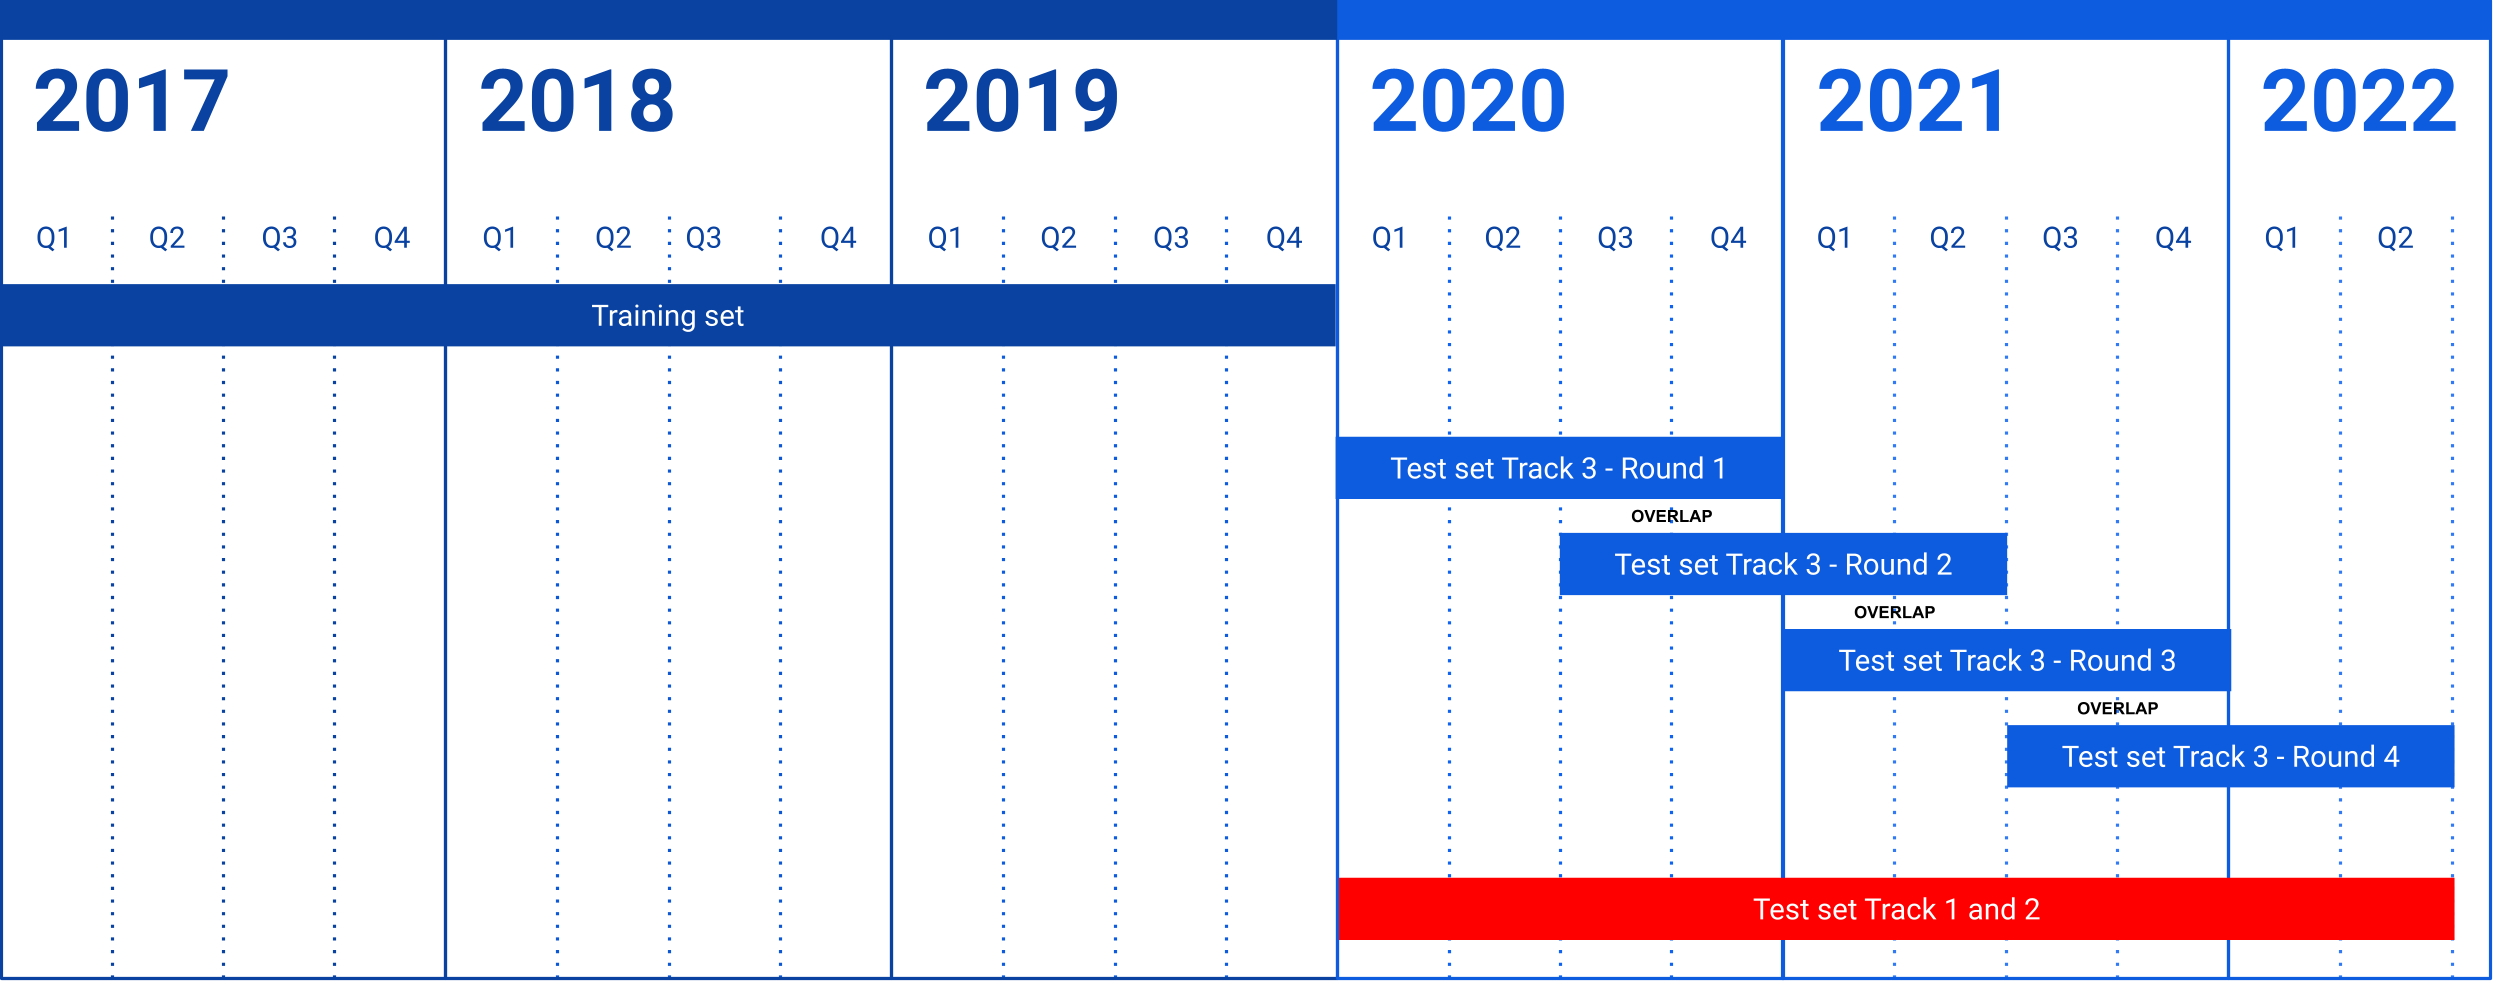 2017 2018 2019 2020 2021 2022
Q1 Q2 Q3 Q4 Q1 Q2 Q3 Q4 Q1 Q2 Q3 Q4 Q1 Q2 Q3 Q4 Q1 Q2 Q3 Q4 Q1 Q2
Training set
Test set Track 3 - Round 1
OVERLAP
Test set Track 3 - Round 2
OVERLAP
Test set Track 3 - Round 3
OVERLAP
Test set Track 3 - Round 4
Test set Track 1 and 2